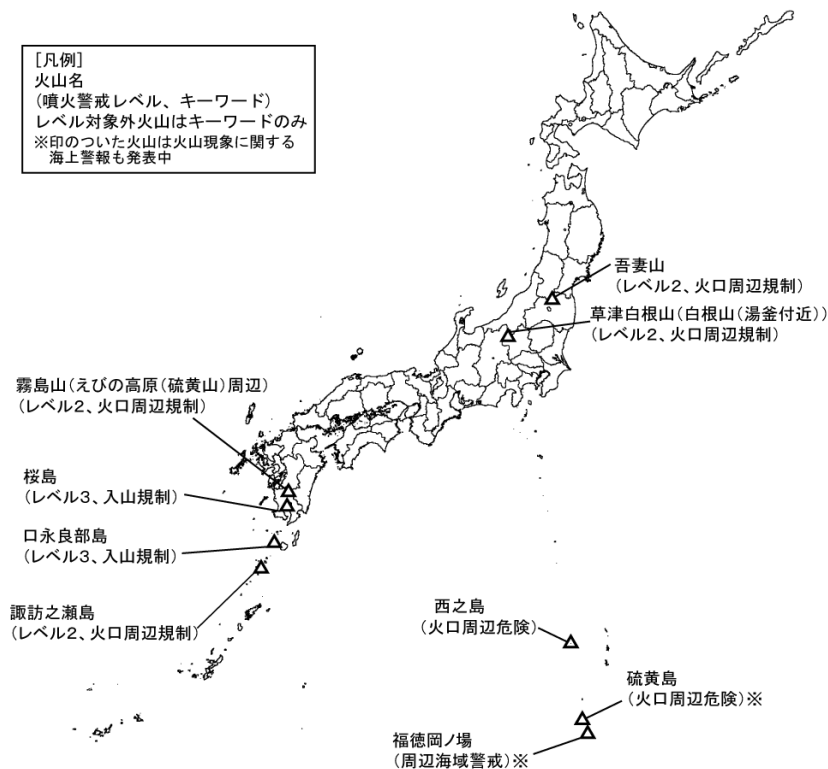 [凡例]
火山名
(噴火警戒レベル、キーワード)
レベル対象外火山はキーワードのみ
※印のついた火山は火山現象に関する
海上警報も発表中
吾妻山
(レベル2、火口周辺規制)
草津白根山(白根山(湯釜付近))
(レベル2、火口周辺規制)
霧島山(えびの高原(硫黄山)周辺)
(レベル2、火口周辺規制)
桜島
(レベル3、入山規制)
口永良部島
(レベル3、入山規制)
諏訪之瀬島
(レベル2、火口周辺規制)
西之島
(火口周辺危険)
硫黄島
(火口周辺危険)※
福徳岡ノ場
(周辺海域警戒)※